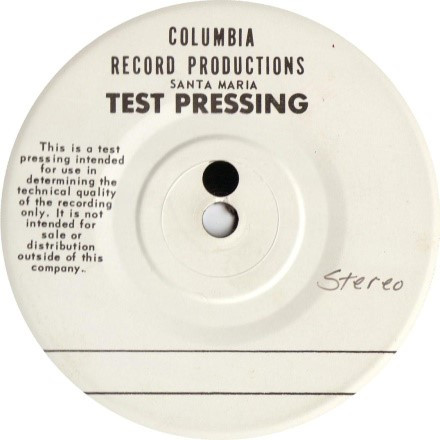 COLUMBIA
RECORD PRODUCTIONS
SANTA MARIA
TEST PRESSING
This is a test
pressing intended
for use in
determining the
technical quality
of the recording
only. It is not
intended for
sale or
distribution
outside of this
company.
Stereo